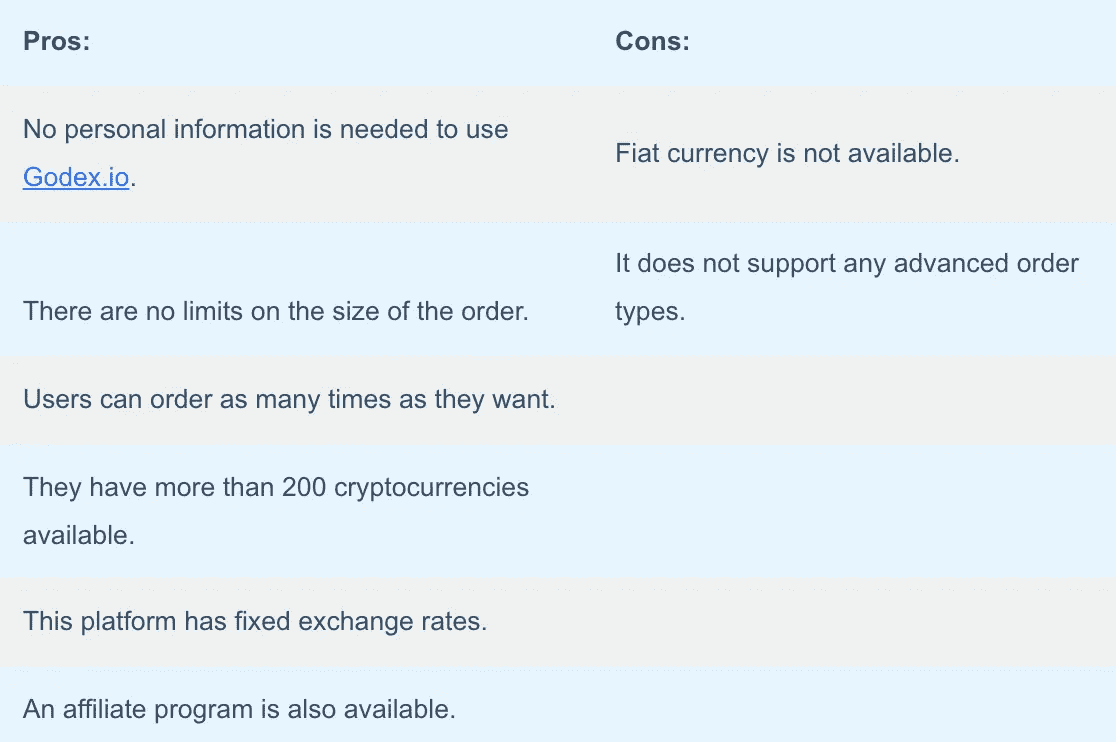 Pros:
Cons:
No personal information is needed to use
Godex.io.
Fiat currency is not available.
There are no limits on the size of the order.
It does not support any advanced order
types.
Users can order as many times as they want.
They have more than 200 cryptocurrencies
available.
This platform has fixed exchange rates.
An affiliate program is also available.